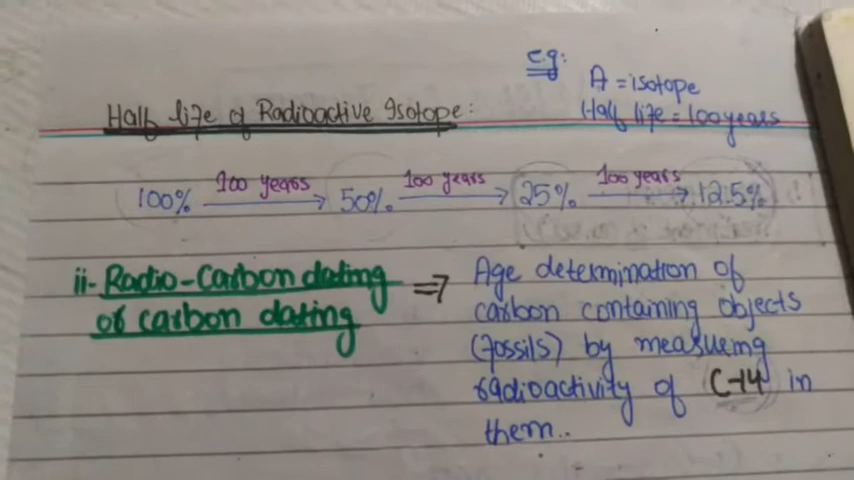 e.g:
A = isotope
Half life = 100 years
Half life of Radioactive Isotope:
100% 100 years → 50% 100 years → 25% 100 years → 12.5%
ii- Radio-Carbon dating
or carbon dating
⇒ Age determination of
carbon containing objects
(fossils) by measuring
radioactivity of C-14 in
them..